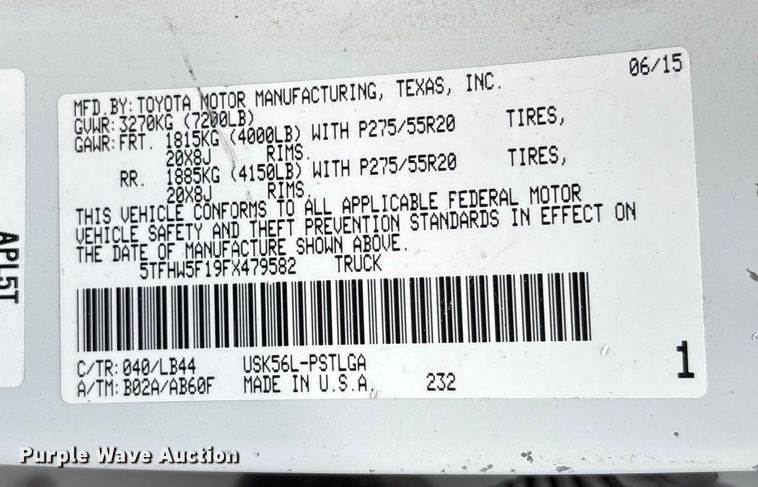 06/15
MFD.BY:TOYOTA MOTOR MANUFACTURING, TEXAS, INC.
GVWR:3270KG (7200LB)
GAWR:FRT. 1815KG (4000LB) WITH P275/55R20 TIRES,
20X8J RIMS.
RR. 1885KG (4150LB) WITH P275/55R20 TIRES,
20X8J RIMS.
THIS VEHICLE CONFORMS TO ALL APPLICABLE FEDERAL MOTOR
VEHICLE SAFETY AND THEFT PREVENTION STANDARDS IN EFFECT ON
THE DATE OF MANUFACTURE SHOWN ABOVE.
5TFHW5F19FX479582 TRUCK
C/TR:040/LB44 USK56L-PSTLGA
A/TM:B02A/AB60F MADE IN U.S.A. 232
1
APL5T
Purple Wave Auction